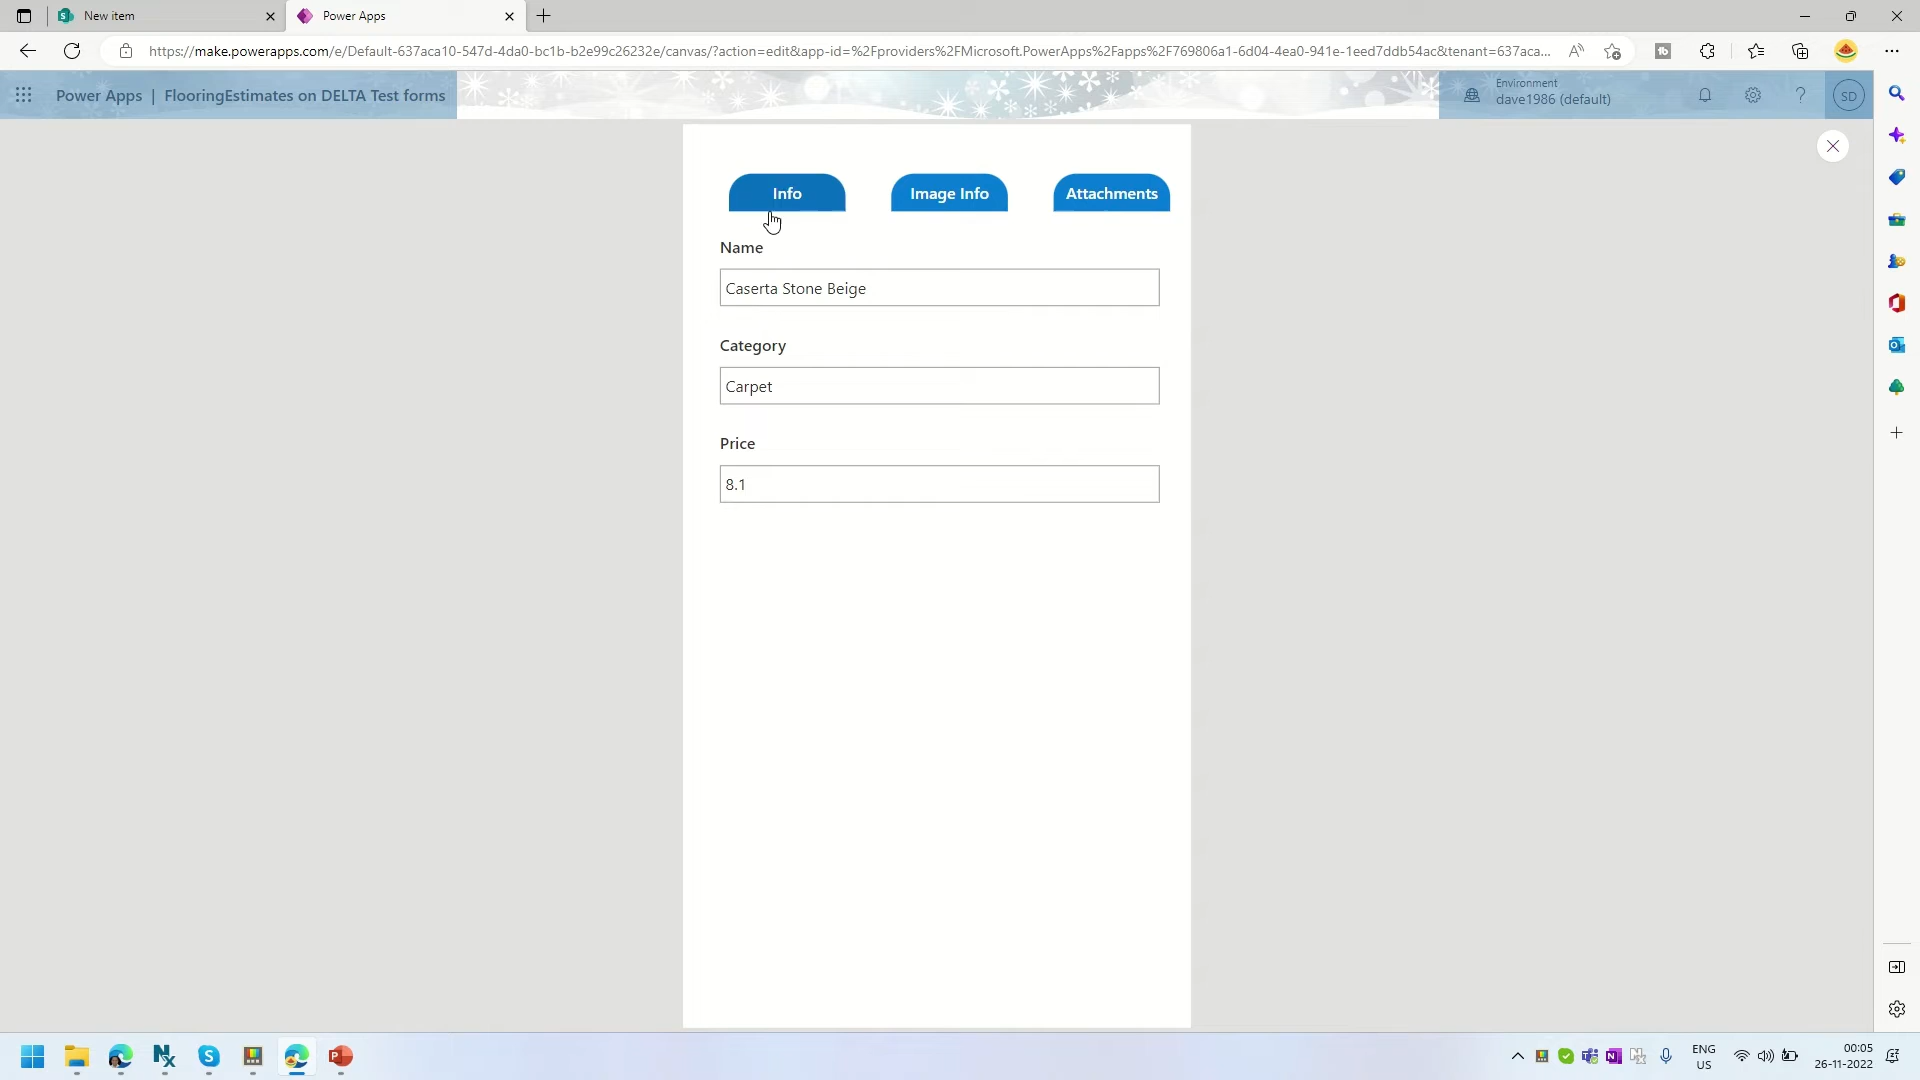 New item
Power Apps
https://make.powerapps.com/e/Default-637aca10-547d-4da0-bc1b-b2e99c26232e/canvas/?action=edit&app-id=%2Fproviders%2FMicrosoft.PowerApps%2Fapps%2F769806a1-6d04-4ea0-941e-1eed7ddb54ac&tenant=637aca...
Power Apps | FlooringEstimates on DELTA Test forms
Environment
dave1986 (default)
SD
Info
Image Info
Attachments
Name
Caserta Stone Beige
Category
Carpet
Price
8.1
ENG
US
00:05
26-11-2022